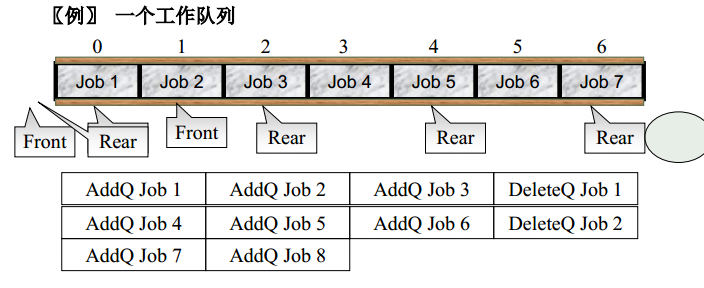 〖例〗 一个工作队列
0 1 2 3 4 5 6
Job 1 Job 2 Job 3 Job 4 Job 5 Job 6 Job 7
Front Rear Front Rear Rear Rear
AddQ Job 1 AddQ Job 2 AddQ Job 3 DeleteQ Job 1
AddQ Job 4 AddQ Job 5 AddQ Job 6 DeleteQ Job 2
AddQ Job 7 AddQ Job 8